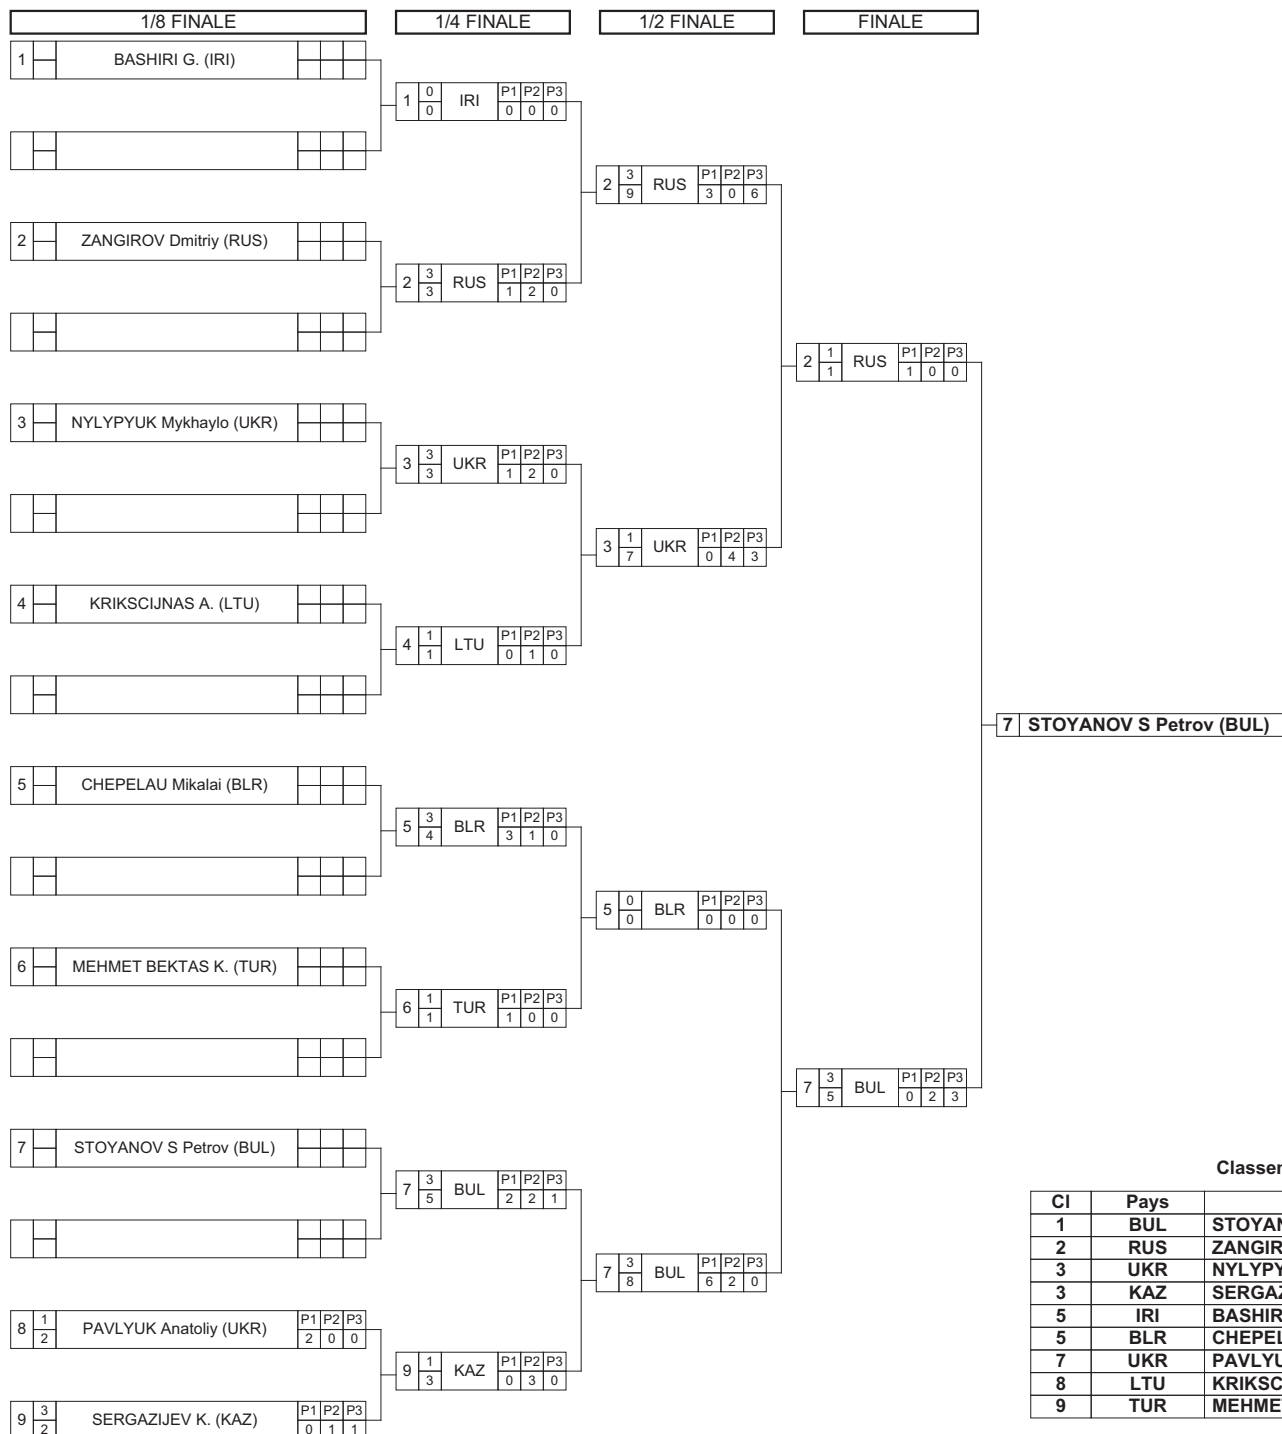 1/8 FINALE 1/4 FINALE 1/2 FINALE FINALE
1 BASHIRI G. (IRI)
1 0 0 IRI P1 P2 P3 0 0 0
2 3 9 RUS P1 P2 P3 3 0 6
2 ZANGIROV Dmitriy (RUS)
2 3 3 RUS P1 P2 P3 1 2 0
2 1 1 RUS P1 P2 P3 1 0 0
3 NYLYPYUK Mykhaylo (UKR)
3 3 3 UKR P1 P2 P3 1 2 0
3 1 7 UKR P1 P2 P3 0 4 3
4 KRIKSCIJNAS A. (LTU)
4 1 1 LTU P1 P2 P3 0 1 0
7 STOYANOV S Petrov (BUL)
5 CHEPELAU Mikalai (BLR)
5 3 4 BLR P1 P2 P3 3 1 0
5 0 0 BLR P1 P2 P3 0 0 0
6 MEHMET BEKTAS K. (TUR)
6 1 1 TUR P1 P2 P3 1 0 0
7 3 5 BUL P1 P2 P3 0 2 3
7 STOYANOV S Petrov (BUL)
7 3 5 BUL P1 P2 P3 2 2 1
7 3 8 BUL P1 P2 P3 6 2 0
8 1 2 PAVLYUK Anatoliy (UKR) P1 P2 P3 2 0 0
9 1 3 KAZ P1 P2 P3 0 3 0
9 3 2 SERGAZIJEV K. (KAZ) P1 P2 P3 0 1 1
Classer
Cl Pays
1 BUL STOYAN
2 RUS ZANGIR
3 UKR NYLYPY
3 KAZ SERGAZ
5 IRI BASHIR
5 BLR CHEPEL
7 UKR PAVLYU
8 LTU KRIKSC
9 TUR MEHME